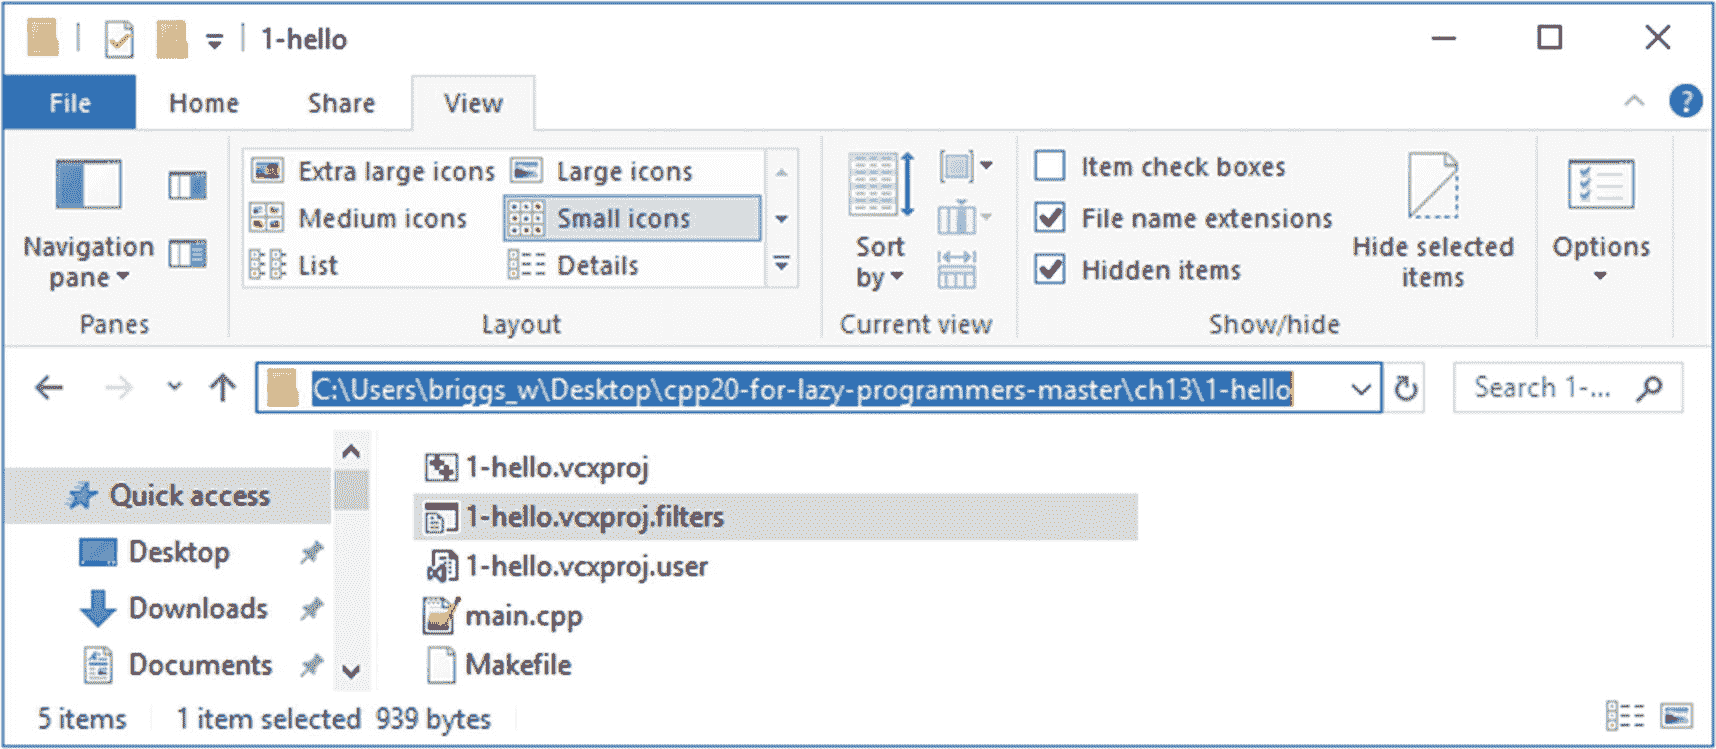 1-hello
File Home Share View
Extra large icons Large icons
Medium icons Small icons
List Details
Navigation pane
Panes
Layout
Sort by
Current view
Item check boxes
File name extensions
Hidden items
Hide selected items
Show/hide
Options
C:\Users\briggs_w\Desktop\cpp20-for-lazy-programmers-master\ch13\1-hello
Search 1-...
Quick access
Desktop
Downloads
Documents
1-hello.vcxproj
1-hello.vcxproj.filters
1-hello.vcxproj.user
main.cpp
Makefile
5 items 1 item selected 939 bytes